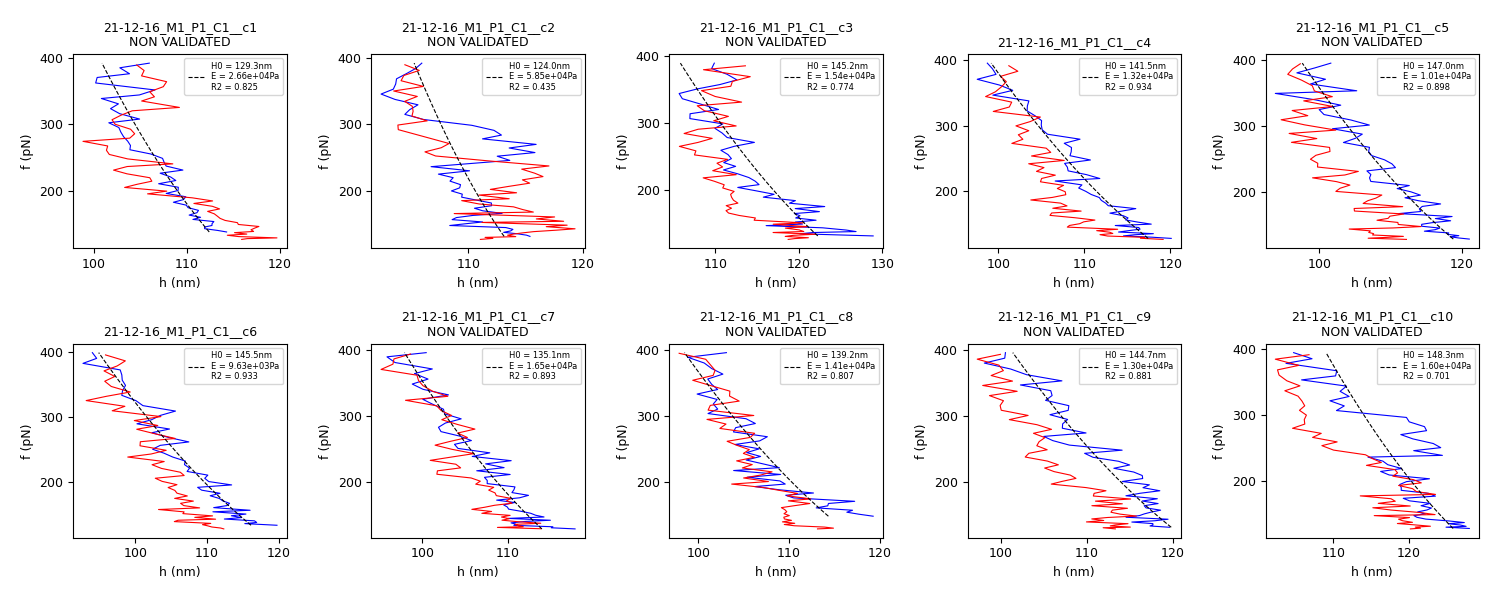 21-12-16_M1_P1_C1__c1
NON VALIDATED
H0 = 129.3nm
E = 2.66e+04Pa
R2 = 0.825
400
300
200
f (pN)
100
110
120
h (nm)
21-12-16_M1_P1_C1__c2
NON VALIDATED
H0 = 124.0nm
E = 5.85e+04Pa
R2 = 0.435
400
300
200
f (pN)
110
120
h (nm)
21-12-16_M1_P1_C1__c3
NON VALIDATED
H0 = 145.2nm
E = 1.54e+04Pa
R2 = 0.774
400
300
200
f (pN)
110
120
130
h (nm)
21-12-16_M1_P1_C1__c4
H0 = 141.5nm
E = 1.32e+04Pa
R2 = 0.934
400
300
200
f (pN)
100
110
120
h (nm)
21-12-16_M1_P1_C1__c5
NON VALIDATED
H0 = 147.0nm
E = 1.01e+04Pa
R2 = 0.898
400
300
200
f (pN)
100
120
h (nm)
21-12-16_M1_P1_C1__c6
H0 = 145.5nm
E = 9.63e+03Pa
R2 = 0.933
400
300
200
f (pN)
100
110
120
h (nm)
21-12-16_M1_P1_C1__c7
NON VALIDATED
H0 = 135.1nm
E = 1.65e+04Pa
R2 = 0.893
400
300
200
f (pN)
100
110
h (nm)
21-12-16_M1_P1_C1__c8
NON VALIDATED
H0 = 139.2nm
E = 1.41e+04Pa
R2 = 0.807
400
300
200
f (pN)
100
110
120
h (nm)
21-12-16_M1_P1_C1__c9
NON VALIDATED
H0 = 144.7nm
E = 1.30e+04Pa
R2 = 0.881
400
300
200
f (pN)
100
110
120
h (nm)
21-12-16_M1_P1_C1__c10
NON VALIDATED
H0 = 148.3nm
E = 1.60e+04Pa
R2 = 0.701
400
300
200
f (pN)
110
120
h (nm)